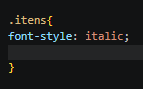 .itens{
font-style: italic;
}